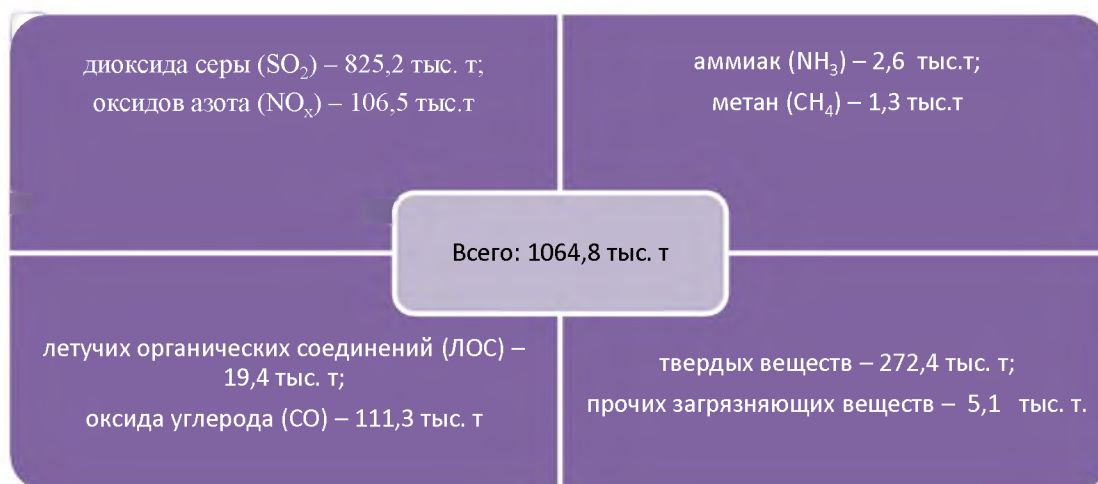 диоксида серы (SO₂) – 825,2 тыс. т;
оксидов азота (NOₓ) – 106,5 тыс.т
аммиак (NH₃) – 2,6 тыс.т;
метан (CH₄) – 1,3 тыс.т
Всего: 1064,8 тыс. т
летучих органических соединений (ЛОС) –
19,4 тыс. т;
оксида углерода (CO) – 111,3 тыс. т
твердых веществ – 272,4 тыс. т;
прочих загрязняющих веществ – 5,1 тыс. т.